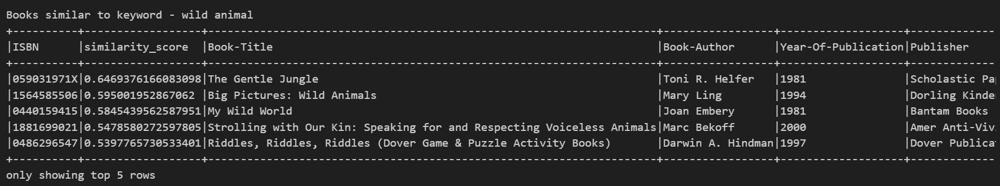 Books similar to keyword - wild animal
+----------+------------------+----------------------------------------------------------------------+-----------------+-------------------+-------------
|ISBN      |similarity_score  |Book-Title                                                            |Book-Author      |Year-Of-Publication|Publisher
+----------+------------------+----------------------------------------------------------------------+-----------------+-------------------+-------------
|059031971X|0.6469376166083098|The Gentle Jungle                                                     |Toni R. Helfer   |1981               |Scholastic Pa
|1564585506|0.595001952867062 |Big Pictures: Wild Animals                                            |Mary Ling        |1994               |Dorling Kinde
|0440159415|0.5845439562587951|My Wild World                                                         |Joan Embery      |1981               |Bantam Books
|1881699021|0.5478580272597805|Strolling with Our Kin: Speaking for and Respecting Voiceless Animals|Marc Bekoff      |2000               |Amer Anti-Viv
|0486296547|0.5397765730533401|Riddles, Riddles, Riddles (Dover Game & Puzzle Activity Books)        |Darwin A. Hindman|1997               |Dover Publica
+----------+------------------+----------------------------------------------------------------------+-----------------+-------------------+-------------
only showing top 5 rows